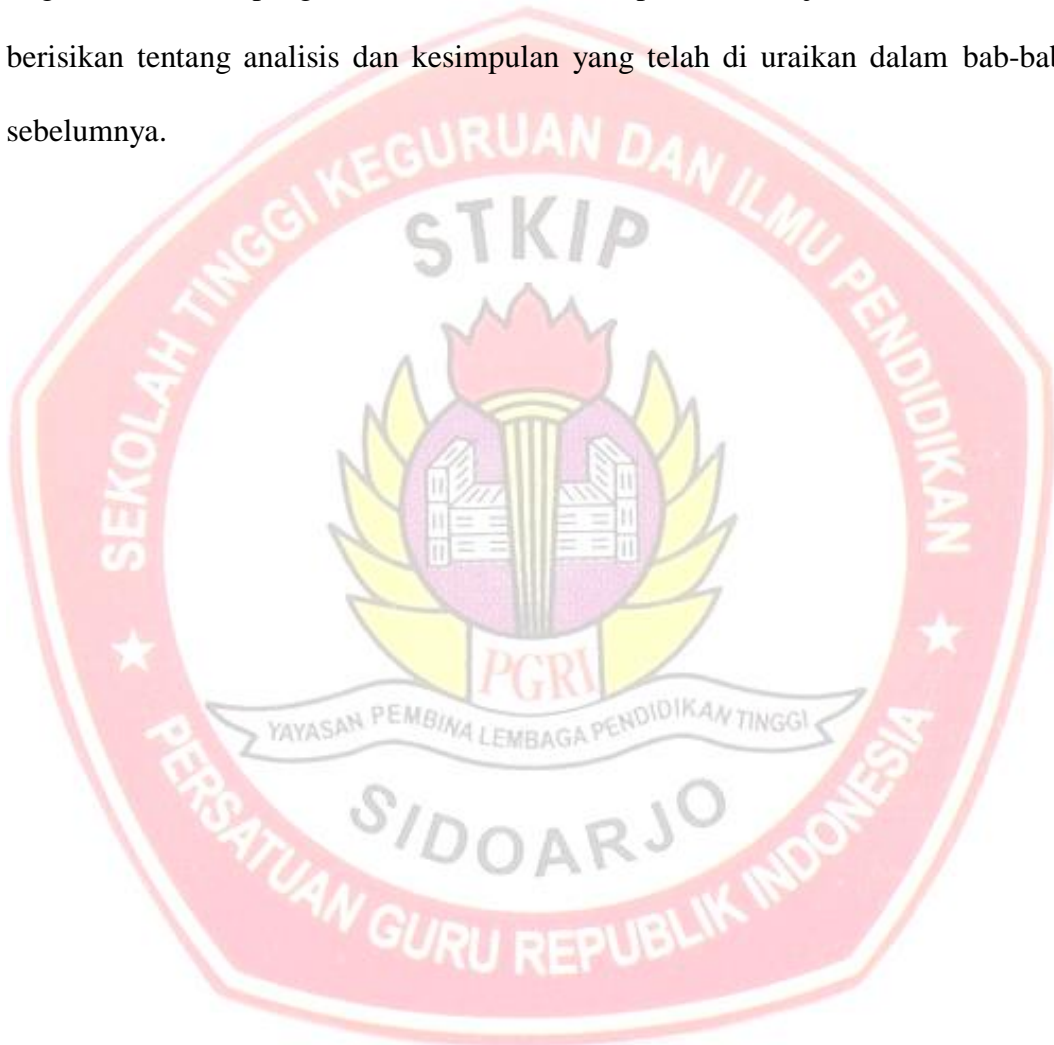 berisikan tentang analisis dan kesimpulan yang telah di uraikan dalam bab-bab
sebelumnya.
SEKOLAH TINGGI KEGURUAN DAN ILMU PENDIDIKAN
STKIP
PGRI
YAYASAN PEMBINA LEMBAGA PENDIDIKAN TINGGI
SIDOARJO
PERSATUAN GURU REPUBLIK INDONESIA